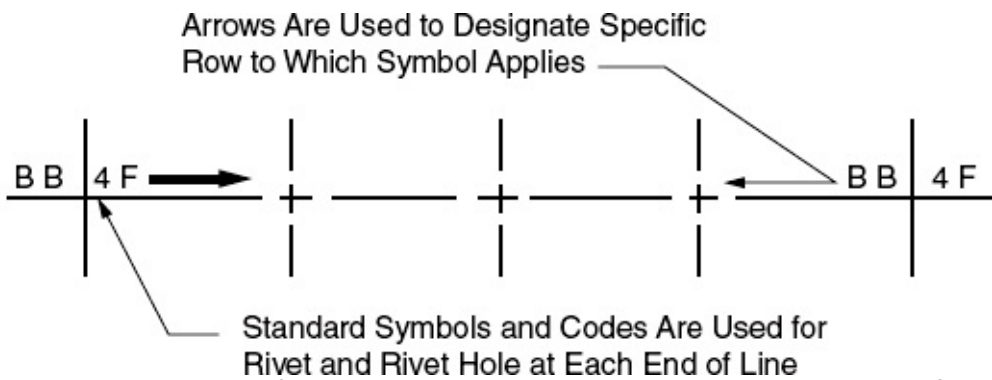 Arrows Are Used to Designate Specific
Row to Which Symbol Applies
B B 4 F B B 4 F
Standard Symbols and Codes Are Used for
Rivet and Rivet Hole at Each End of Line